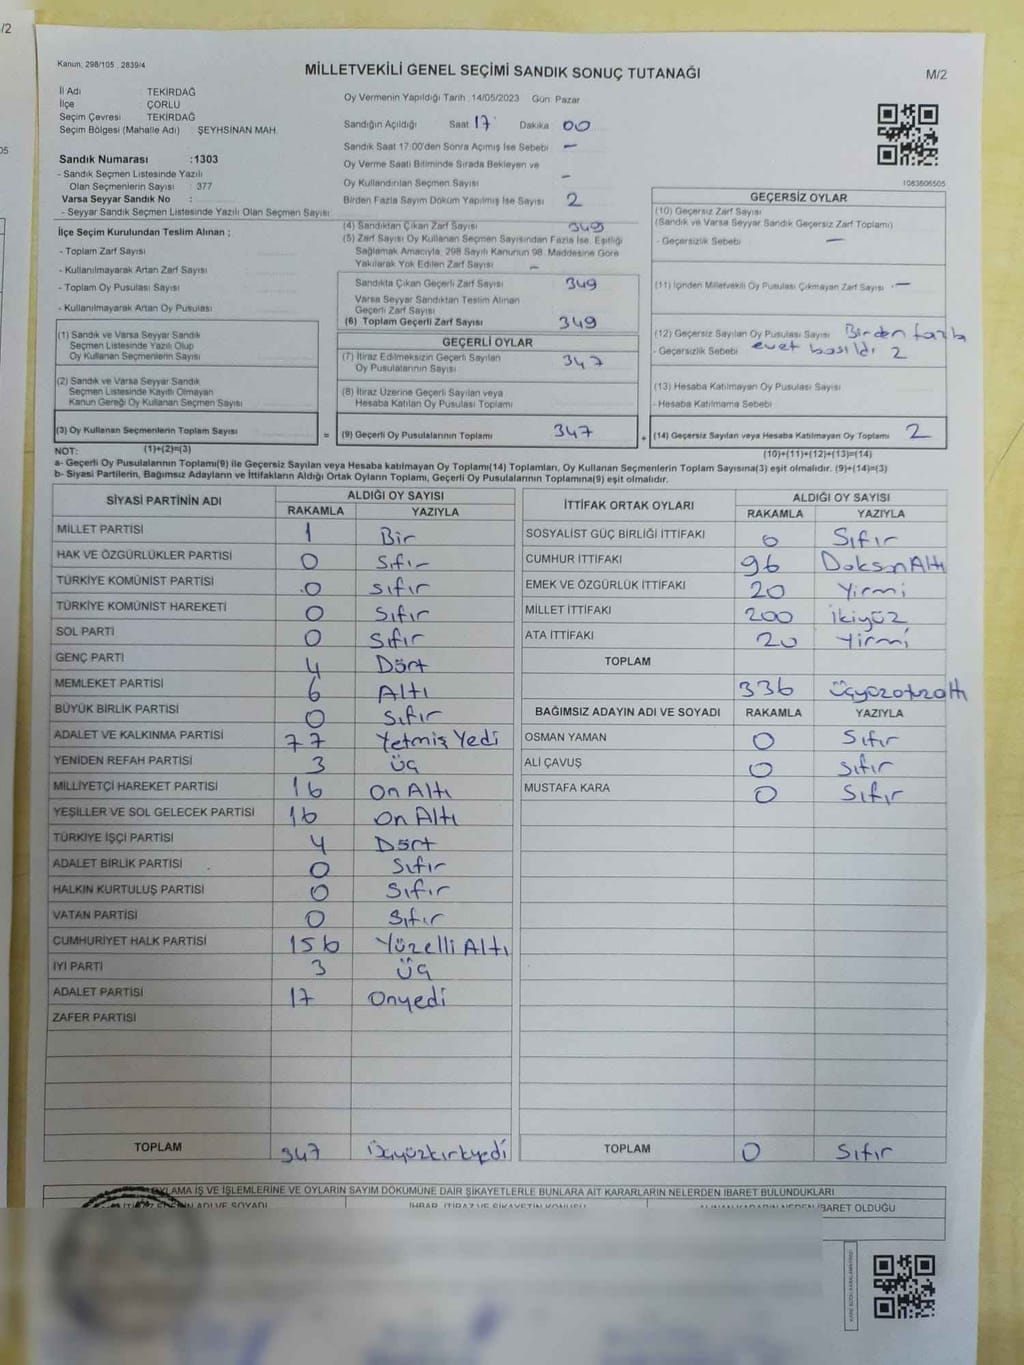 /2
05
Kanun: 298/105 , 2839/4
MİLLETVEKİLİ GENEL SEÇİMİ SANDIK SONUÇ TUTANAĞI
M/2
İl Adı : TEKİRDAĞ
İlçe : ÇORLU
Seçim Çevresi : TEKİRDAĞ
Seçim Bölgesi (Mahalle Adı) : ŞEYHSİNAN MAH.
Sandık Numarası :1303
- Sandık Seçmen Listesinde Yazılı
Olan Seçmenlerin Sayısı : 377
Varsa Seyyar Sandık No :
- Seyyar Sandık Seçmen Listesinde Yazılı Olan Seçmen Sayısı:
İlçe Seçim Kurulundan Teslim Alınan ;
- Toplam Zarf Sayısı
- Kullanılmayarak Artan Zarf Sayısı
- Toplam Oy Pusulası Sayısı
- Kullanılmayarak Artan Oy Pusulası
(1) Sandık ve Varsa Seyyar Sandık
Seçmen Listesinde Yazılı Olup
Oy Kullanan Seçmenlerin Sayısı
(2) Sandık ve Varsa Seyyar Sandık
Seçmen Listesinde Kayıtlı Olmayan
Kanun Gereği Oy Kullanan Seçmen Sayısı
(3) Oy Kullanan Seçmenlerin Toplam Sayısı
Oy Vermenin Yapıldığı Tarih :14/05/2023 Gün Pazar
Sandığın Açıldığı Saat 17 Dakika 00
Sandık Saat 17:00'den Sonra Açımış İse Sebebi —
Oy Verme Saati Bitiminde Sırada Bekleyen ve
Oy Kullandırılan Seçmen Sayısı —
Birden Fazla Sayım Döküm Yapılmış İse Sayısı 2
(4) Sandıktan Çıkan Zarf Sayısı 349
(5) Zarf Sayısı Oy Kullanan Seçmen Sayısından Fazla İse, Eşitliği
Sağlamak Amacıyla, 298 Sayılı Kanunun 98. Maddesine Göre
Yakılarak Yok Edilen Zarf Sayısı —
Sandıkta Çıkan Geçerli Zarf Sayısı 349
Varsa Seyyar Sandıktan Teslim Alınan
Geçerli Zarf Sayısı
(6) Toplam Geçerli Zarf Sayısı 349
GEÇERLİ OYLAR
(7) İtiraz Edilmeksizin Geçerli Sayılan
Oy Pusulalarının Sayısı 347
(8) İtiraz Üzerine Geçerli Sayılan veya
Hesaba Katılan Oy Pusulası Toplamı
= (9) Geçerli Oy Pusulalarının Toplamı 347 +
1083606505
GEÇERSİZ OYLAR
(10) Geçersiz Zarf Sayısı
(Sandık ve Varsa Seyyar Sandık Geçersiz Zarf Toplamı)
- Geçersizlik Sebebi —
(11) İçinden Milletvekili Oy Pusulası Çıkmayan Zarf Sayısı —
(12) Geçersiz Sayılan Oy Pusulası Sayısı Birden fazla
- Geçersizlik Sebebi evet basıldı 2
(13) Hesaba Katılmayan Oy Pusulası Sayısı
- Hesaba Katılmama Sebebi
(14) Geçersiz Sayılan veya Hesaba Katılmayan Oy Toplamı 2
NOT: (1)+(2)=(3)
(10)+(11)+(12)+(13)=(14)
a- Geçerli Oy Pusulalarının Toplamı(9) ile Geçersiz Sayılan veya Hesaba katılmayan Oy Toplamı(14) Toplamları, Oy Kullanan Seçmenlerin Toplam Sayısına(3) eşit olmalıdır. (9)+(14)=(3)
b- Siyasi Partilerin, Bağımsız Adayların ve İttifakların Aldığı Ortak Oyların Toplamı, Geçerli Oy Pusulalarının Toplamına(9) eşit olmalıdır.
SİYASİ PARTİNİN ADI ALDIĞI OY SAYISI
RAKAMLA YAZIYLA
MİLLET PARTİSİ 1 Bir
HAK VE ÖZGÜRLÜKLER PARTİSİ 0 Sıfır
TÜRKİYE KOMÜNİST PARTİSİ 0 Sıfır
TÜRKİYE KOMÜNİST HAREKETİ 0 Sıfır
SOL PARTİ 0 Sıfır
GENÇ PARTİ 4 Dört
MEMLEKET PARTİSİ 6 Altı
BÜYÜK BİRLİK PARTİSİ 0 Sıfır
ADALET VE KALKINMA PARTİSİ 77 Yetmiş Yedi
YENİDEN REFAH PARTİSİ 3 Üç
MİLLİYETÇİ HAREKET PARTİSİ 16 On Altı
YEŞİLLER VE SOL GELECEK PARTİSİ 16 On Altı
TÜRKİYE İŞÇİ PARTİSİ 4 Dört
ADALET BİRLİK PARTİSİ 0 Sıfır
HALKIN KURTULUŞ PARTİSİ 0 Sıfır
VATAN PARTİSİ 0 Sıfır
CUMHURİYET HALK PARTİSİ 156 Yüzelli Altı
İYİ PARTİ 3 Üç
ADALET PARTİSİ 17 Onyedi
ZAFER PARTİSİ
TOPLAM 347 Üçyüzkırkyedi
İTTİFAK ORTAK OYLARI ALDIĞI OY SAYISI
RAKAMLA YAZIYLA
SOSYALİST GÜÇ BİRLİĞİ İTTİFAKI 0 Sıfır
CUMHUR İTTİFAKI 96 Doksan Altı
EMEK VE ÖZGÜRLÜK İTTİFAKI 20 Yirmi
MİLLET İTTİFAKI 200 İkiyüz
ATA İTTİFAKI 20 Yirmi
TOPLAM
336 Üçyüzotuzaltı
BAĞIMSIZ ADAYIN ADI VE SOYADI RAKAMLA YAZIYLA
OSMAN YAMAN 0 Sıfır
ALİ ÇAVUŞ 0 Sıfır
MUSTAFA KARA 0 Sıfır
TOPLAM 0 Sıfır
OYLAMA İŞ VE İŞLEMLERİNE VE OYLARIN SAYIM DÖKÜMÜNE DAİR ŞİKAYETLERLE BUNLARA AİT KARARLARIN NELERDEN İBARET BULUNDUKLARI